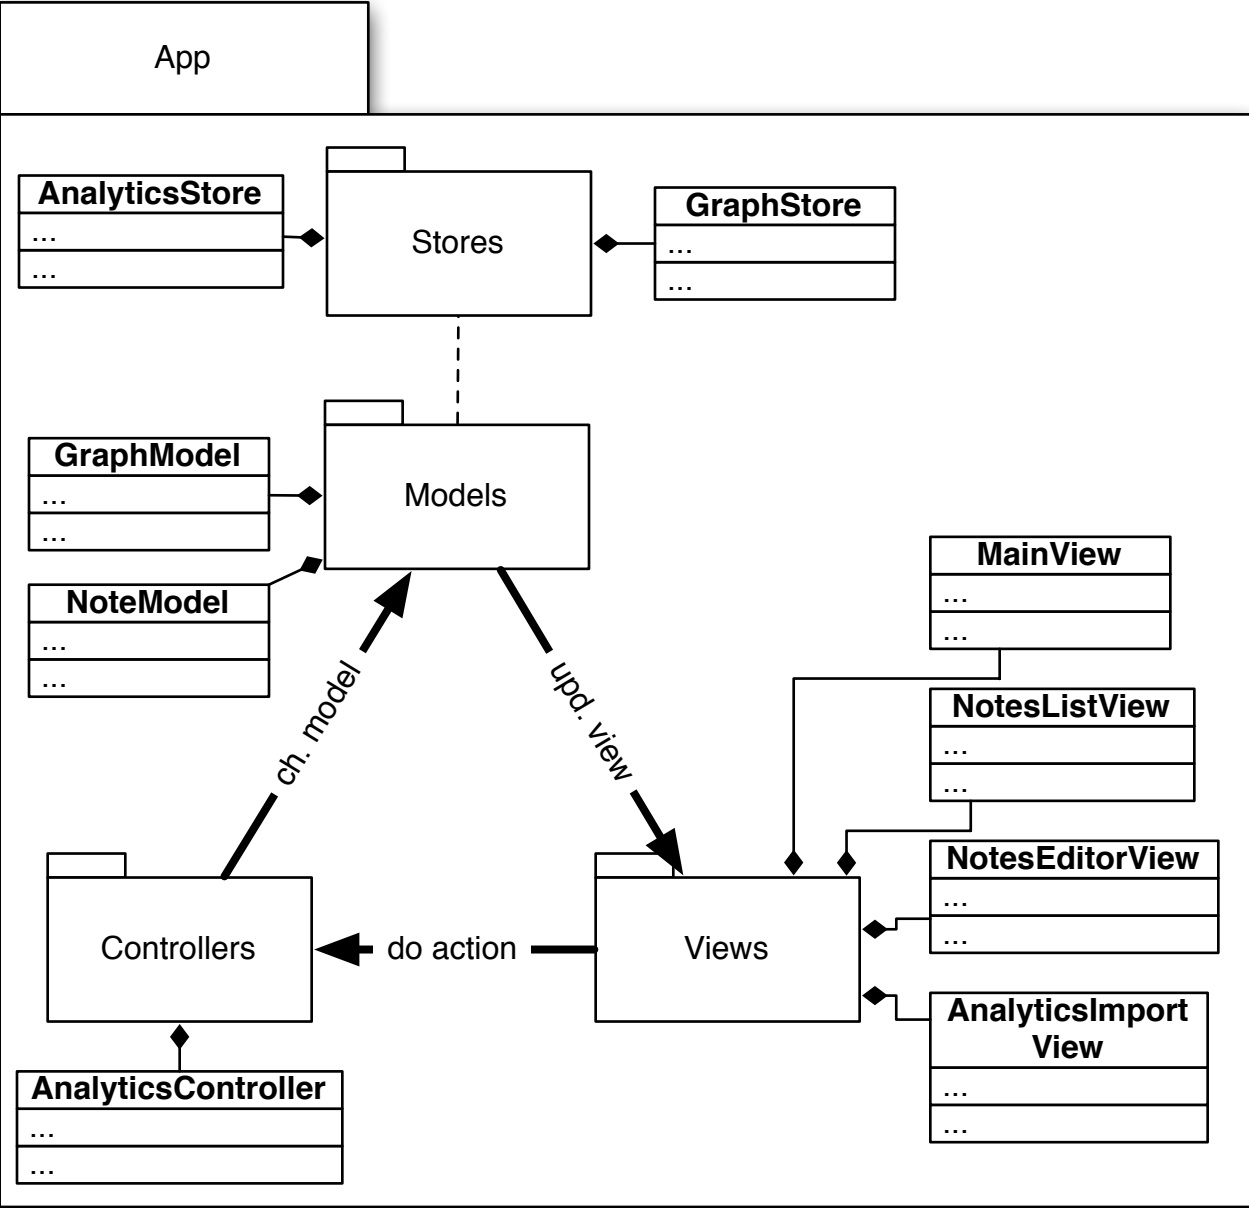 App
AnalyticsStore
...
...
Stores
GraphStore
...
...
GraphModel
...
...
Models
NoteModel
...
...
MainView
...
...
ch. model
upd. view
NotesListView
...
...
NotesEditorView
...
...
Controllers
do action
Views
AnalyticsImport
View
...
...
AnalyticsController
...
...